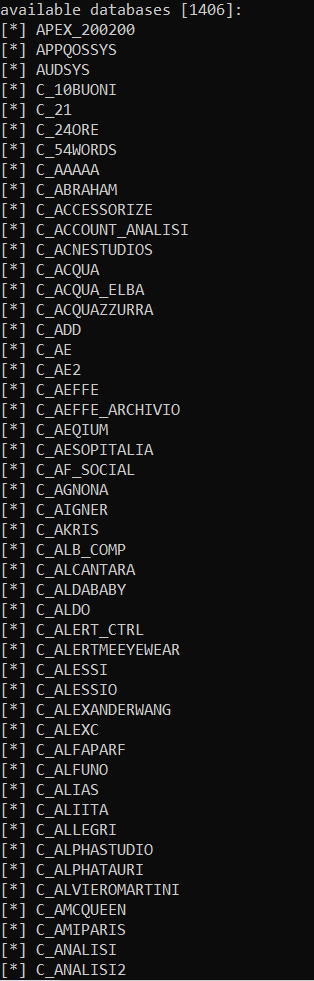 available databases [1406]:
[*] APEX_200200
[*] APPQOSSYS
[*] AUDSYS
[*] C_10BUONI
[*] C_21
[*] C_24ORE
[*] C_54WORDS
[*] C_AAAAA
[*] C_ABRAHAM
[*] C_ACCESSORIZE
[*] C_ACCOUNT_ANALISI
[*] C_ACNESTUDIOS
[*] C_ACQUA
[*] C_ACQUA_ELBA
[*] C_ACQUAZZURRA
[*] C_ADD
[*] C_AE
[*] C_AE2
[*] C_AEFFE
[*] C_AEFFE_ARCHIVIO
[*] C_AEQIUM
[*] C_AESOPITALIA
[*] C_AF_SOCIAL
[*] C_AGNONA
[*] C_AIGNER
[*] C_AKRIS
[*] C_ALB_COMP
[*] C_ALCANTARA
[*] C_ALDABABY
[*] C_ALDO
[*] C_ALERT_CTRL
[*] C_ALERTMEEYEWEAR
[*] C_ALESSI
[*] C_ALESSIO
[*] C_ALEXANDERWANG
[*] C_ALEXC
[*] C_ALFAPARF
[*] C_ALFUNO
[*] C_ALIAS
[*] C_ALIITA
[*] C_ALLEGRI
[*] C_ALPHASTUDIO
[*] C_ALPHATAURI
[*] C_ALVIEROMARTINI
[*] C_AMCQUEEN
[*] C_AMIPARIS
[*] C_ANALISI
[*] C_ANALISI2